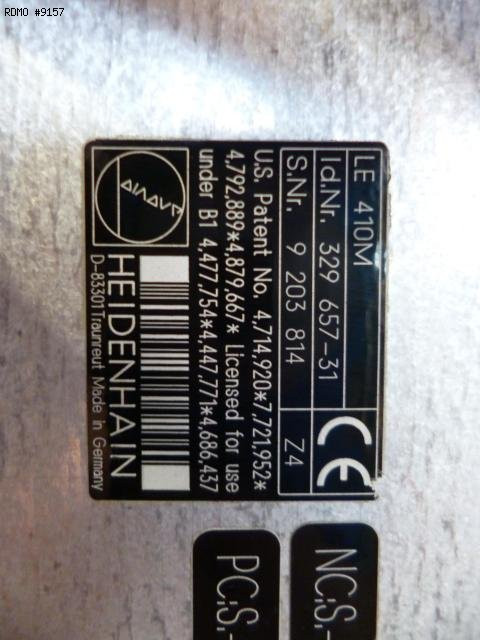 RDMO #9157
LE 410M
Id.Nr. 329 657-31
S.Nr. 9 203 814 Z4
CE
U.S. Patent No. 4,714,920*7,721,952*
4,792,889*4,879,667* Licensed for use
under B1 4,477,754*4,447,771*4,686,437
HEIDENHAIN
D-83301 Traunreut Made in Germany
NC:S.-
PC:S.-